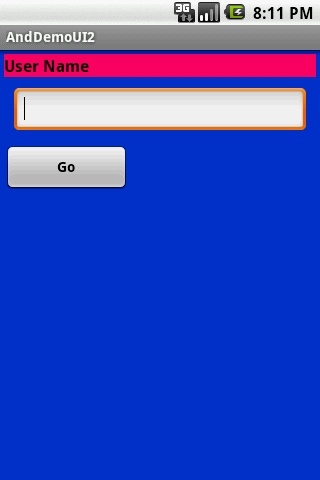 3G
8:11 PM
AndDemoUI2
User Name
Go